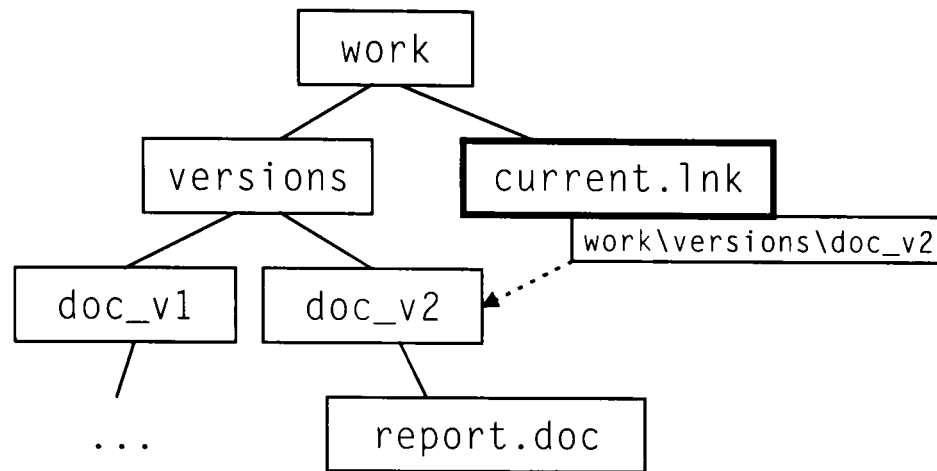 work
versions
current.lnk
work\versions\doc_v2
doc_v1
doc_v2
...
report.doc